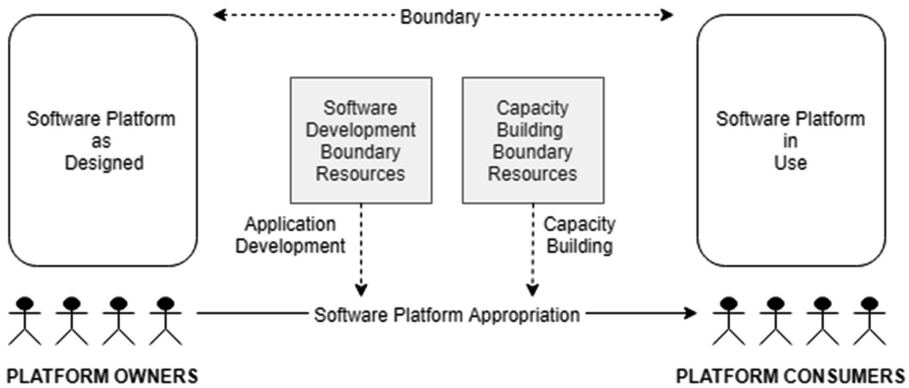 Boundary
Software Platform
as
Designed
Software
Development
Boundary
Resources
Capacity
Building
Boundary
Resources
Software Platform
in
Use
Application
Development
Capacity
Building
Software Platform Appropriation
PLATFORM OWNERS
PLATFORM CONSUMERS